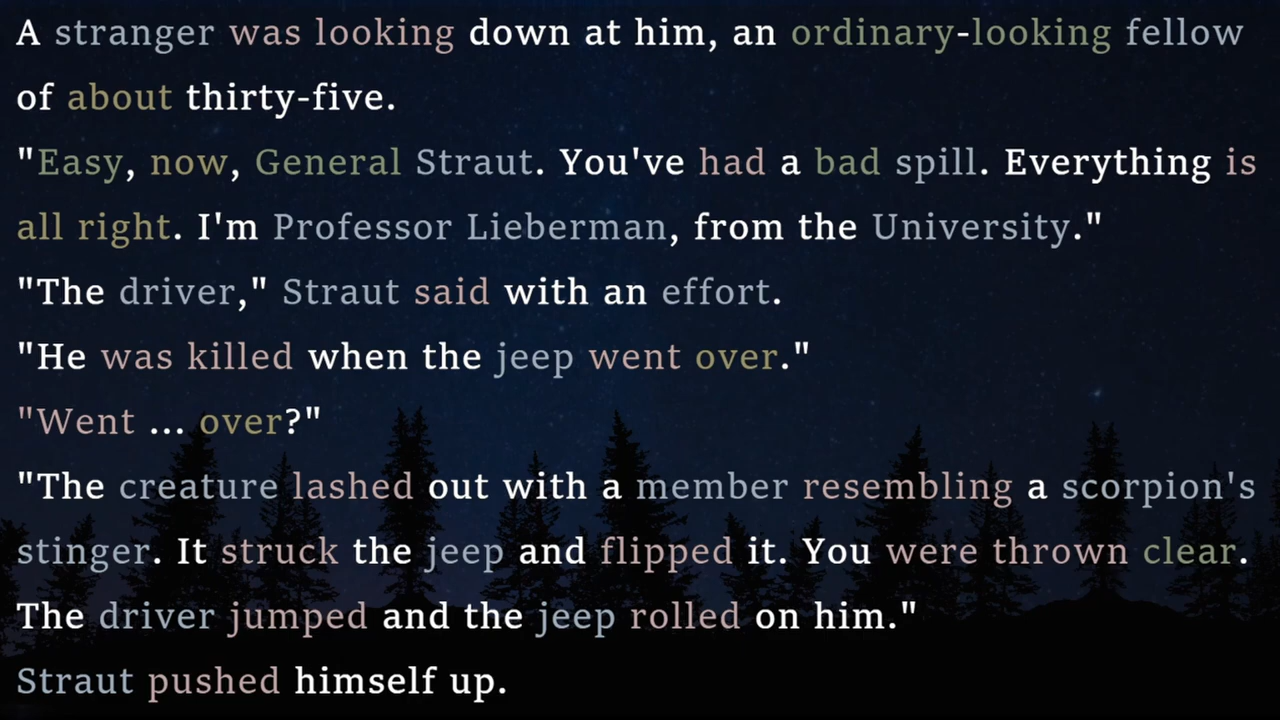 A stranger was looking down at him, an ordinary-looking fellow
of about thirty-five.
"Easy, now, General Straut. You've had a bad spill. Everything is
all right. I'm Professor Lieberman, from the University."
"The driver," Straut said with an effort.
"He was killed when the jeep went over."
"Went ... over?"
"The creature lashed out with a member resembling a scorpion's
stinger. It struck the jeep and flipped it. You were thrown clear.
The driver jumped and the jeep rolled on him."
Straut pushed himself up.